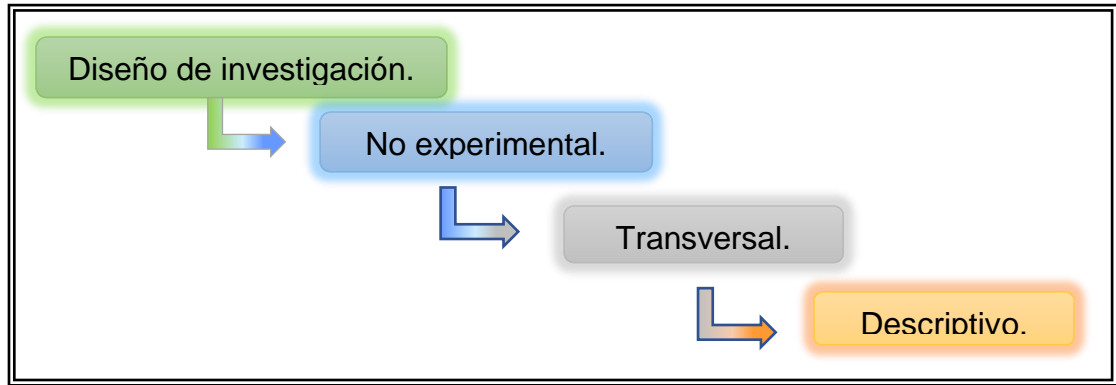 Diseño de investigación.
No experimental.
Transversal.
Descriptivo.